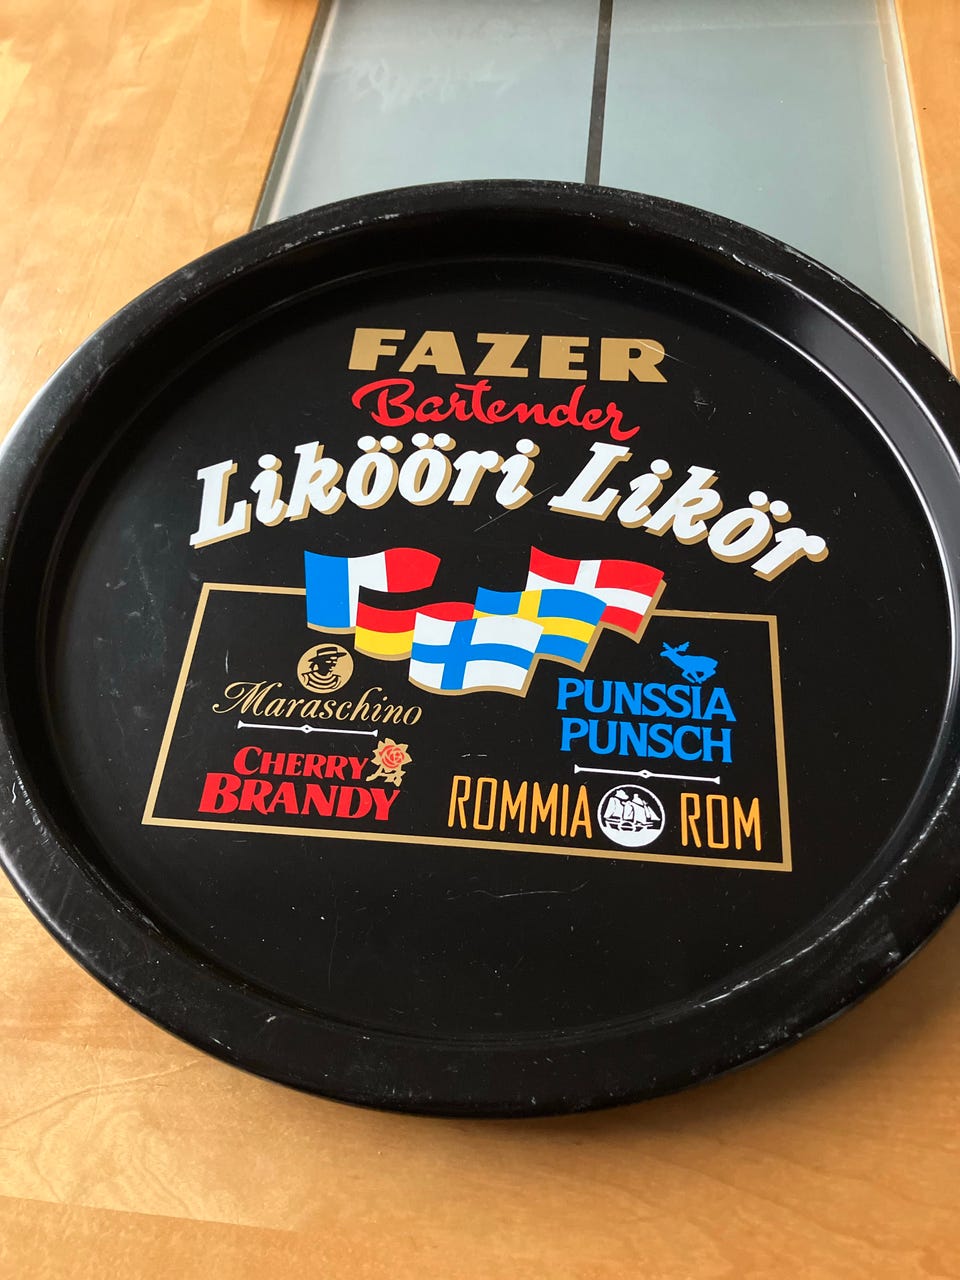 FAZER
Bartender
Likööri Likör
Maraschino
CHERRY
BRANDY
PUNSSIA
PUNSCH
ROMMIA ROM